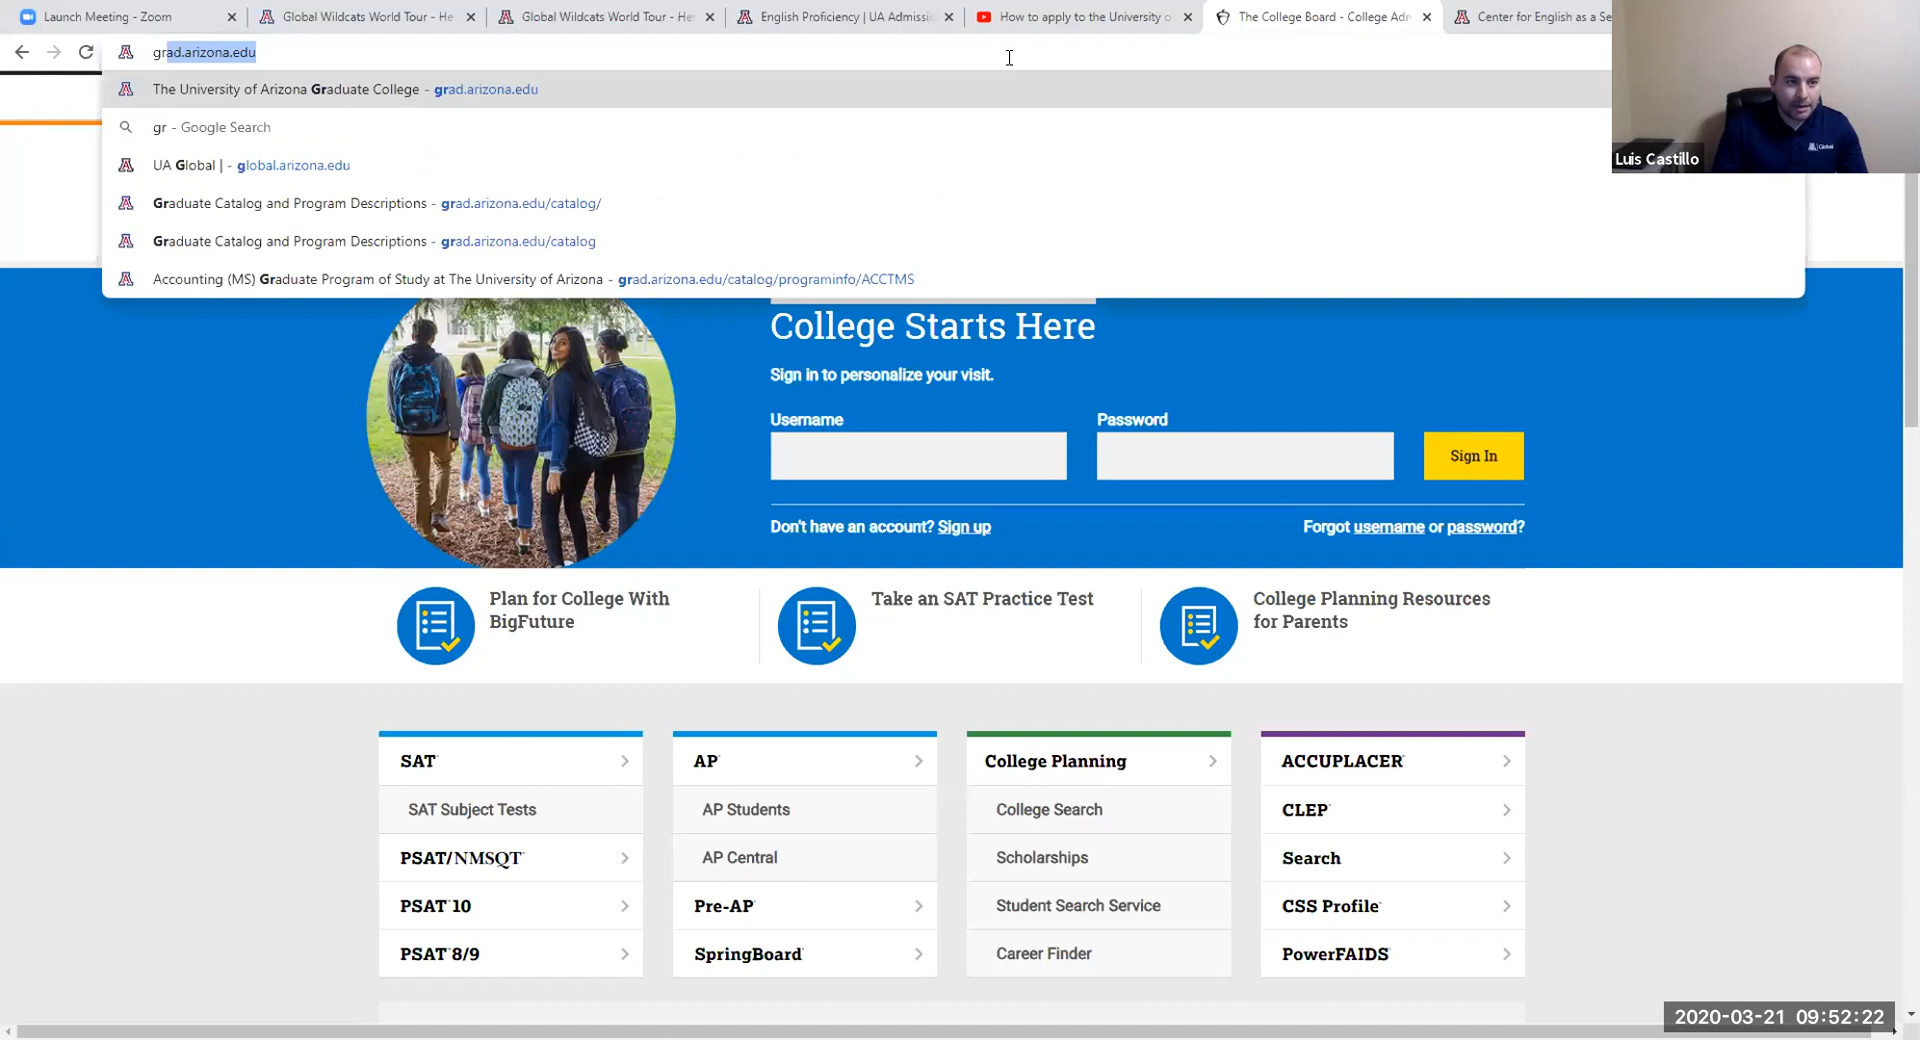 Launch Meeting - Zoom
Global Wildcats World Tour - He
Global Wildcats World Tour - He
English Proficiency | UA Admissi
How to apply to the University o
The College Board - College Adm
Center for English as a Se
grad.arizona.edu
The University of Arizona Graduate College - grad.arizona.edu
gr - Google Search
UA Global | - global.arizona.edu
Graduate Catalog and Program Descriptions - grad.arizona.edu/catalog/
Graduate Catalog and Program Descriptions - grad.arizona.edu/catalog
Accounting (MS) Graduate Program of Study at The University of Arizona - grad.arizona.edu/catalog/programinfo/ACCTMS
Global
Luis Castillo
College Starts Here
Sign in to personalize your visit.
Username
Password
Sign In
Don't have an account? Sign up
Forgot username or password?
Plan for College With
BigFuture
Take an SAT Practice Test
College Planning Resources
for Parents
SAT
SAT Subject Tests
PSAT/NMSQT
PSAT 10
PSAT 8/9
AP
AP Students
AP Central
Pre-AP
SpringBoard
College Planning
College Search
Scholarships
Student Search Service
Career Finder
ACCUPLACER
CLEP
Search
CSS Profile
PowerFAIDS
2020-03-21 09:52:22